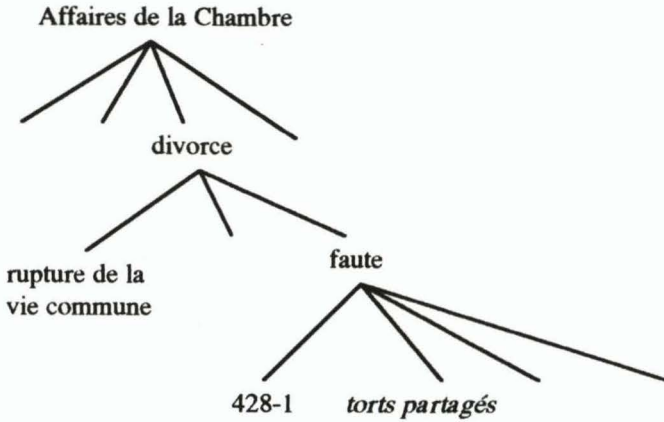 Affaires de la Chambre
divorce
rupture de la
vie commune
faute
428-1
torts partagés